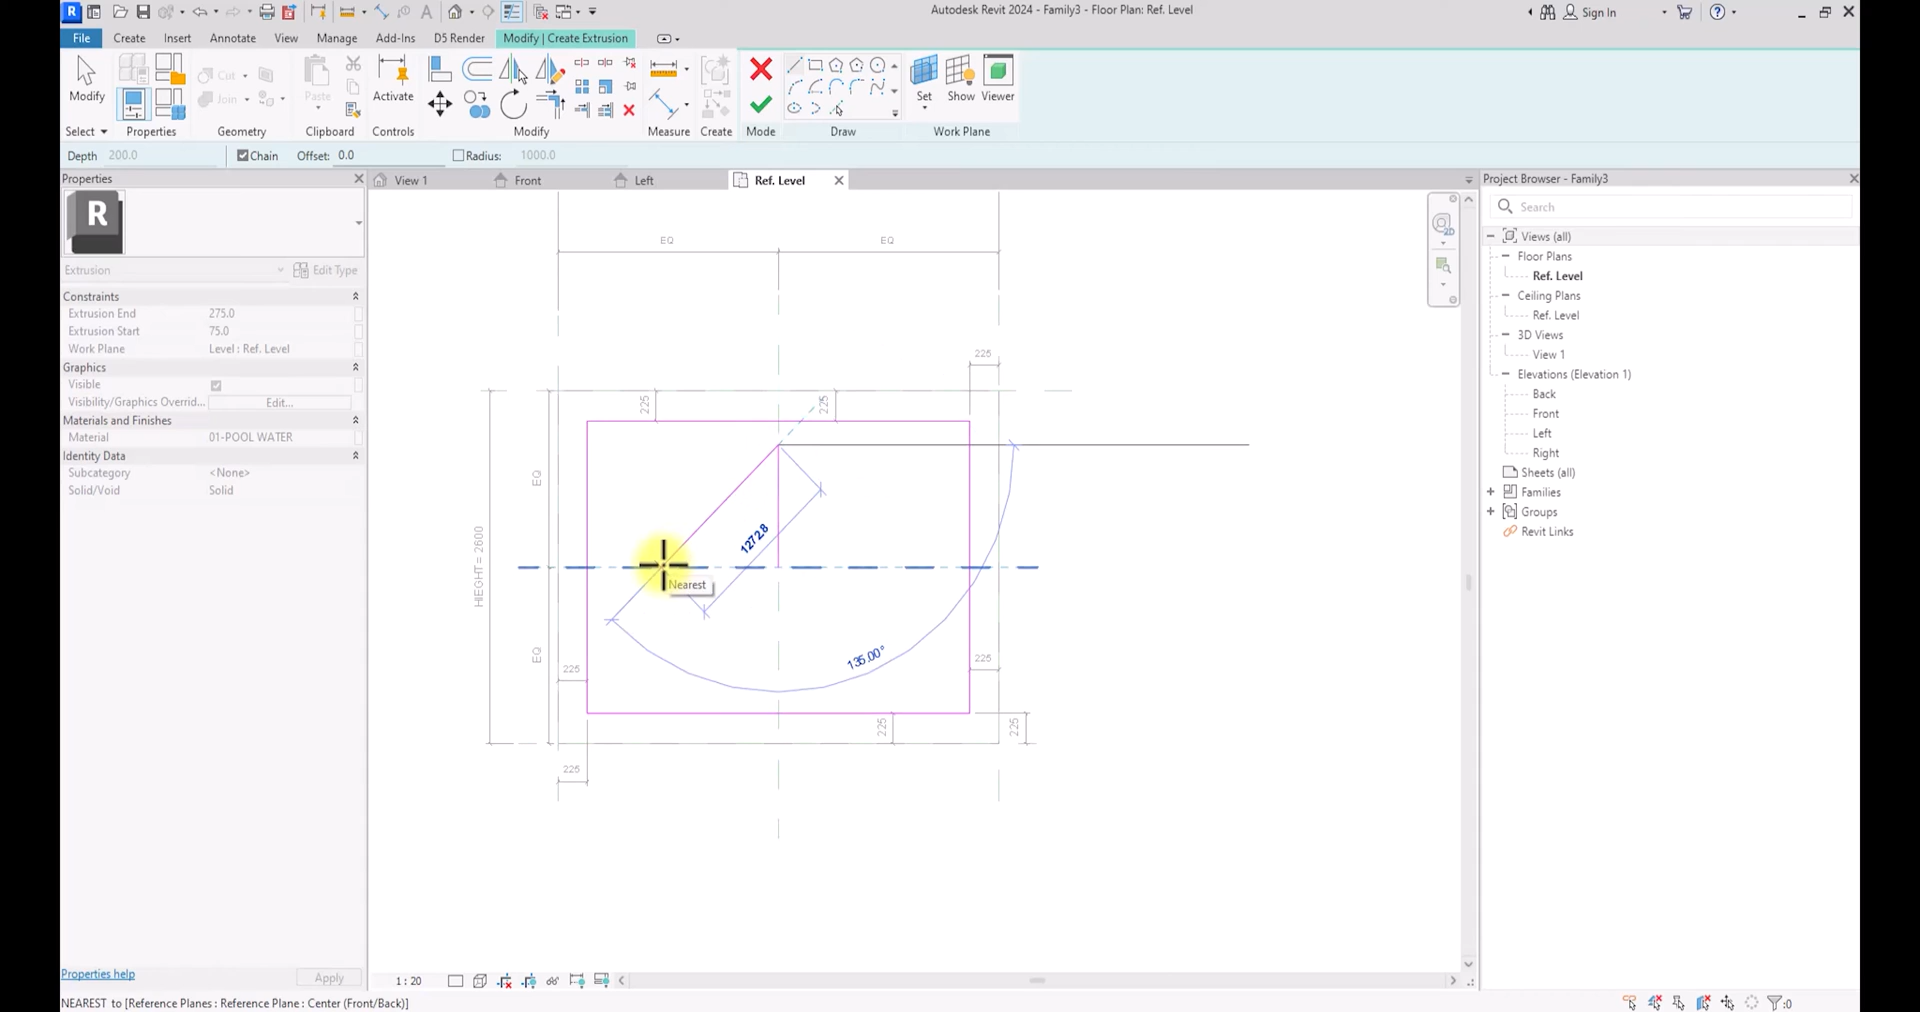 Autodesk Revit 2024 - Family3 - Floor Plan: Ref. Level
Sign In
File Create Insert Annotate View Manage Add-Ins D5 Render Modify | Create Extrusion
Modify
Cut
Join
Paste
Activate
Create
Set Show Viewer
Select Properties Geometry Clipboard Controls Modify Measure Create Mode Draw Work Plane
Depth 200.0 Chain Offset: 0.0 Radius: 1000.0
Properties
View 1 Front Left Ref. Level
R
Extrusion
Edit Type
Constraints
Extrusion End 275.0
Extrusion Start 75.0
Work Plane Level : Ref. Level
Graphics
Visible
Visibility/Graphics Overrid... Edit...
Materials and Finishes
Material 01-POOL WATER
Identity Data
Subcategory <None>
Solid/Void Solid
Properties help
Apply
EQ EQ
225
225
225
EQ
HIEGHT = 2600
1272.8
Nearest
135.00°
EQ
225
225
225
225
225
2D
1 : 20
Project Browser - Family3
Search
Views (all)
Floor Plans
Ref. Level
Ceiling Plans
Ref. Level
3D Views
View 1
Elevations (Elevation 1)
Back
Front
Left
Right
Sheets (all)
Families
Groups
Revit Links
NEAREST to [Reference Planes : Reference Plane : Center (Front/Back)]
:0